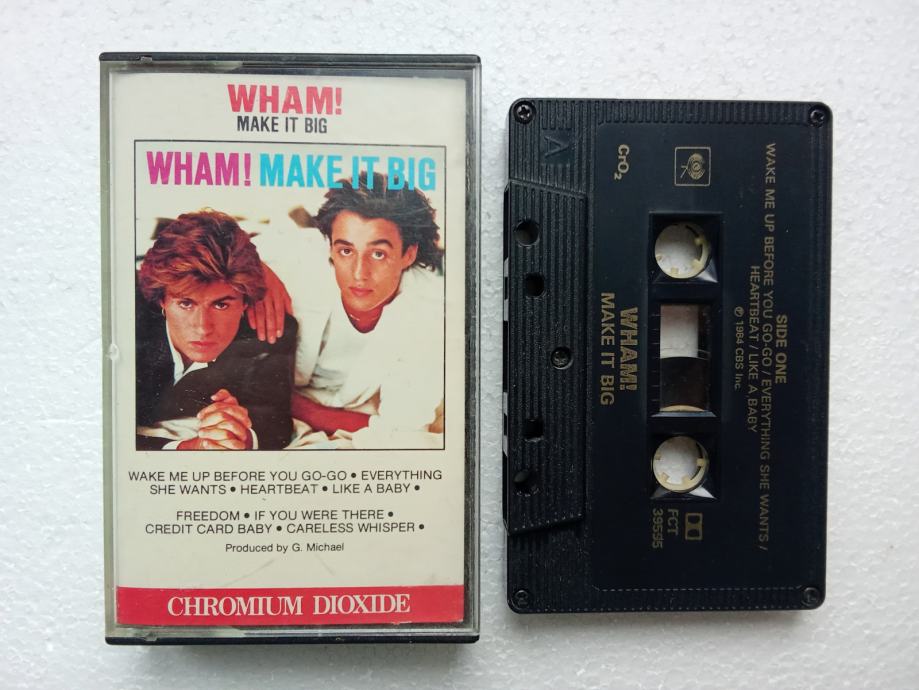 WHAM!
MAKE IT BIG
WHAM! MAKE IT BIG
WAKE ME UP BEFORE YOU GO-GO • EVERYTHING
SHE WANTS • HEARTBEAT • LIKE A BABY •
FREEDOM • IF YOU WERE THERE •
CREDIT CARD BABY • CARELESS WHISPER •
Produced by G. Michael
CHROMIUM DIOXIDE
A
CrO₂
WHAM!
MAKE IT BIG
FCT
39595
SIDE ONE
WAKE ME UP BEFORE YOU GO-GO / EVERYTHING SHE WANTS /
HEARTBEAT / LIKE A BABY
℗ 1984 CBS Inc.